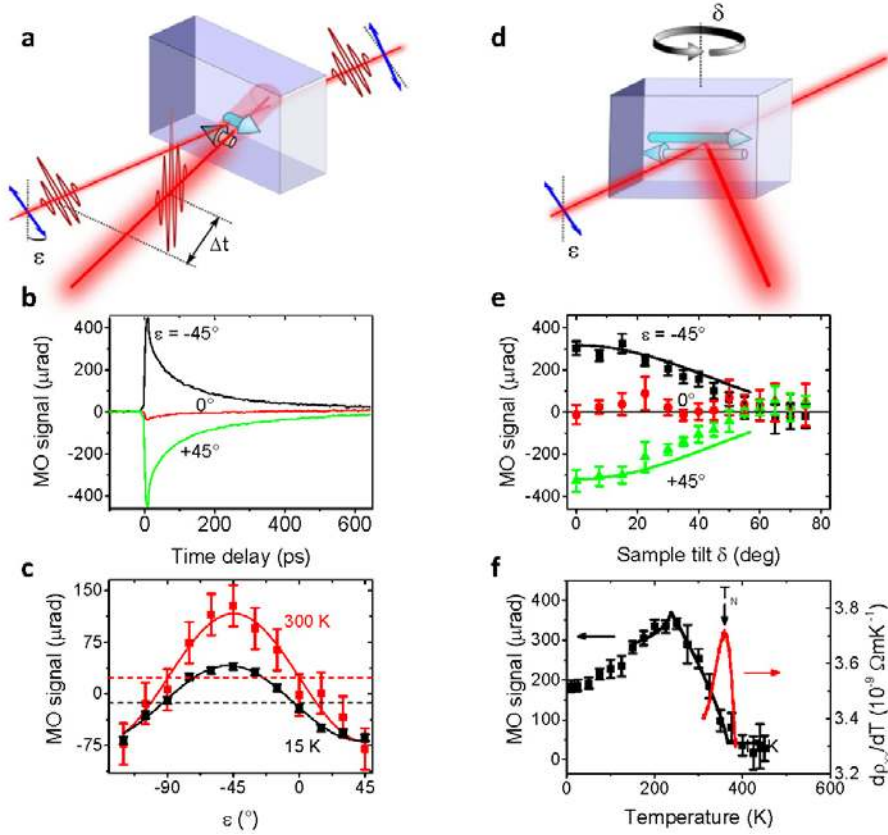 a
ε
Δt
d
δ
ε
b
MO signal (μrad)
400
200
0
-200
-400
ε = -45°
0°
+45°
0
200
400
600
Time delay (ps)
e
MO signal (μrad)
400
200
0
-200
-400
ε = -45°
0°
+45°
0
20
40
60
80
Sample tilt δ (deg)
c
MO signal (μrad)
150
75
0
-75
300 K
15 K
-90
-45
0
45
ε (°)
f
MO signal (μrad)
400
350
300
250
200
150
100
50
0
T_N
3.8
3.7
3.6
3.5
3.4
3.3
3.2
dρ_xx/dT (10⁻⁹ ΩmK⁻¹)
0
200
400
600
Temperature (K)